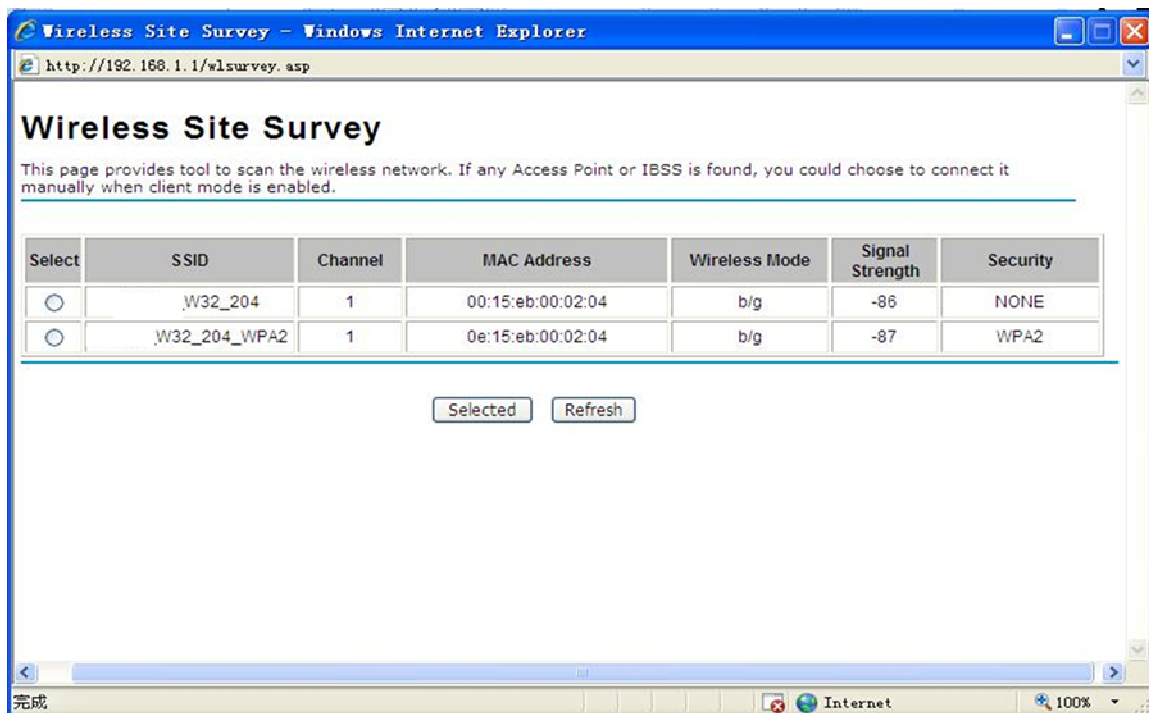 Wireless Site Survey - Windows Internet Explorer
http://192.168.1.1/wlsurvey.asp
Wireless Site Survey
This page provides tool to scan the wireless network. If any Access Point or IBSS is found, you could choose to connect it
manually when client mode is enabled.
Select SSID Channel MAC Address Wireless Mode Signal Strength Security
W32_204 1 00:15:eb:00:02:04 b/g -86 NONE
W32_204_WPA2 1 0e:15:eb:00:02:04 b/g -87 WPA2
Selected Refresh
完成 Internet 100%